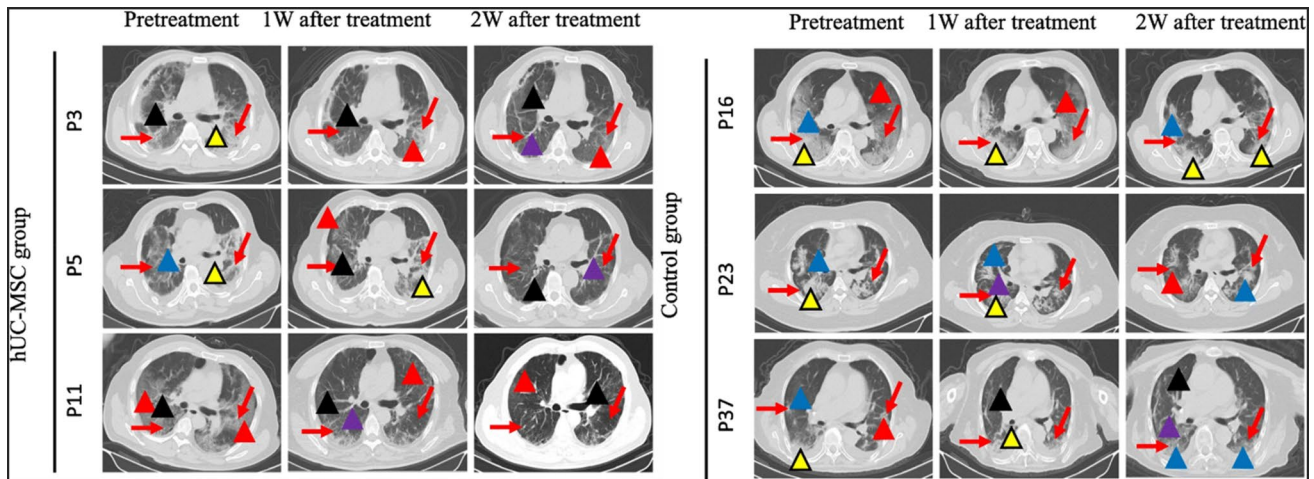 Pretreatment 1W after treatment 2W after treatment
hUC-MSC group
P3
P5
P11
Pretreatment 1W after treatment 2W after treatment
Control group
P16
P23
P37